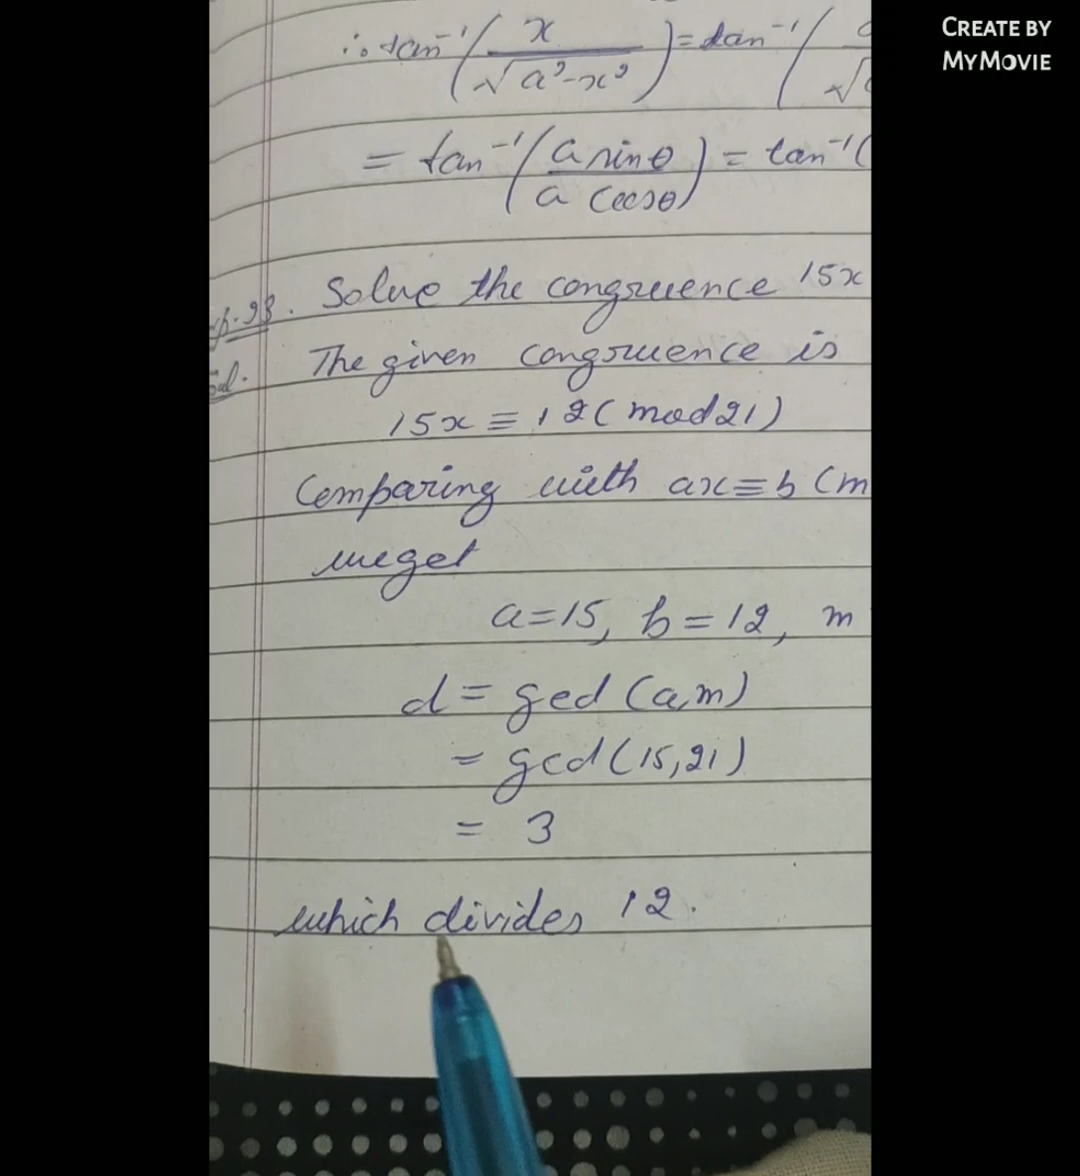 CREATE BY
MYMOVIE
∴ tan⁻¹(x/√a²-x²) = tan⁻¹(
= tan⁻¹(a sinθ/a cosθ) = tan⁻¹(
Solve the congruence 15x
The given congruence is
15x ≡ 12 (mod 21)
Comparing with ax ≡ b (m
we get
a=15, b=12, m
d = gcd (a,m)
= gcd (15,21)
= 3
which divides 12.